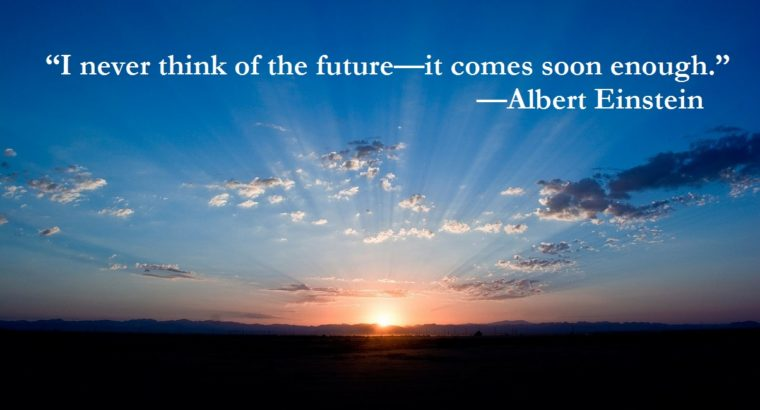 “I never think of the future—it comes soon enough.”
—Albert Einstein